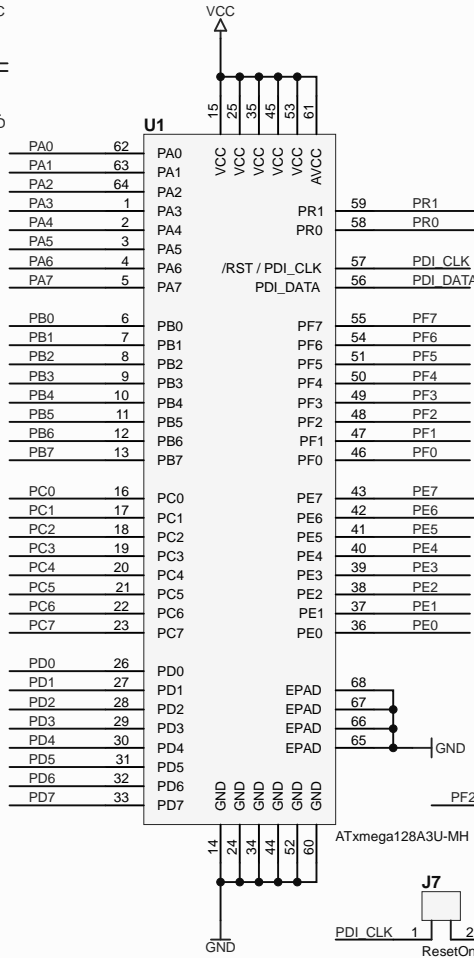 VCC
15 25 35 45 53 61
U1
VCC VCC VCC VCC VCC AVCC
PA0 62 PA0
PA1 63 PA1
PA2 64 PA2
PA3 1 PA3 PR1 59 PR1
PA4 2 PA4 PR0 58 PR0
PA5 3 PA5
PA6 4 PA6 /RST / PDI_CLK 57 PDI_CLK
PA7 5 PA7 PDI_DATA 56 PDI_DATA
PB0 6 PB0 PF7 55 PF7
PB1 7 PB1 PF6 54 PF6
PB2 8 PB2 PF5 51 PF5
PB3 9 PB3 PF4 50 PF4
PB4 10 PB4 PF3 49 PF3
PB5 11 PB5 PF2 48 PF2
PB6 12 PB6 PF1 47 PF1
PB7 13 PB7 PF0 46 PF0
PC0 16 PC0 PE7 43 PE7
PC1 17 PC1 PE6 42 PE6
PC2 18 PC2 PE5 41 PE5
PC3 19 PC3 PE4 40 PE4
PC4 20 PC4 PE3 39 PE3
PC5 21 PC5 PE2 38 PE2
PC6 22 PC6 PE1 37 PE1
PC7 23 PC7 PE0 36 PE0
PD0 26 PD0
PD1 27 PD1 EPAD 68
PD2 28 PD2 EPAD 67
PD3 29 PD3 EPAD 66
PD4 30 PD4 EPAD 65 GND
PD5 31 PD5
PD6 32 PD6
PD7 33 PD7 PF2
GND GND GND GND GND GND
14 24 34 44 52 60
ATxmega128A3U-MH
GND
J7
PDI_CLK 1 2
ResetOn